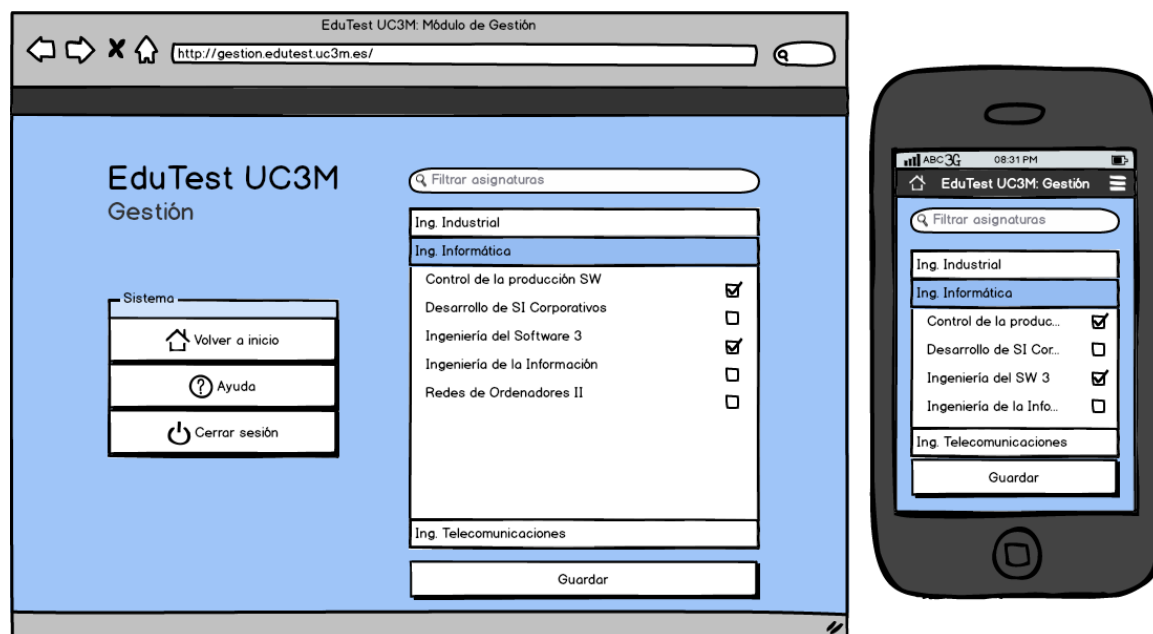 EduTest UC3M: Módulo de Gestión
http://gestion.edutest.uc3m.es/
EduTest UC3M
Gestión
Sistema
Volver a inicio
Ayuda
Cerrar sesión
Filtrar asignaturas
Ing. Industrial
Ing. Informática
Control de la producción SW
Desarrollo de SI Corporativos
Ingeniería del Software 3
Ingeniería de la Información
Redes de Ordenadores II
Ing. Telecomunicaciones
Guardar
ABC 3G 08:31 PM
EduTest UC3M: Gestión
Filtrar asignaturas
Ing. Industrial
Ing. Informática
Control de la produc...
Desarrollo de SI Cor...
Ingeniería del SW 3
Ingeniería de la Info...
Ing. Telecomunicaciones
Guardar